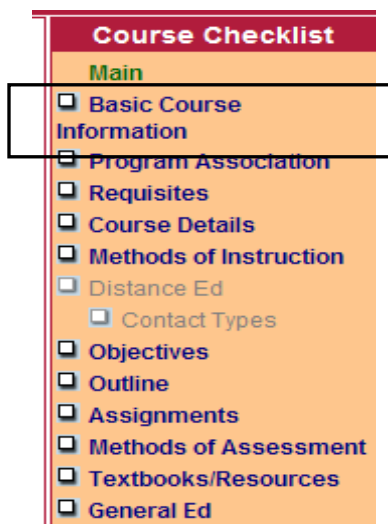 Course Checklist
Main
Basic Course
Information
Program Association
Requisites
Course Details
Methods of Instruction
Distance Ed
Contact Types
Objectives
Outline
Assignments
Methods of Assessment
Textbooks/Resources
General Ed